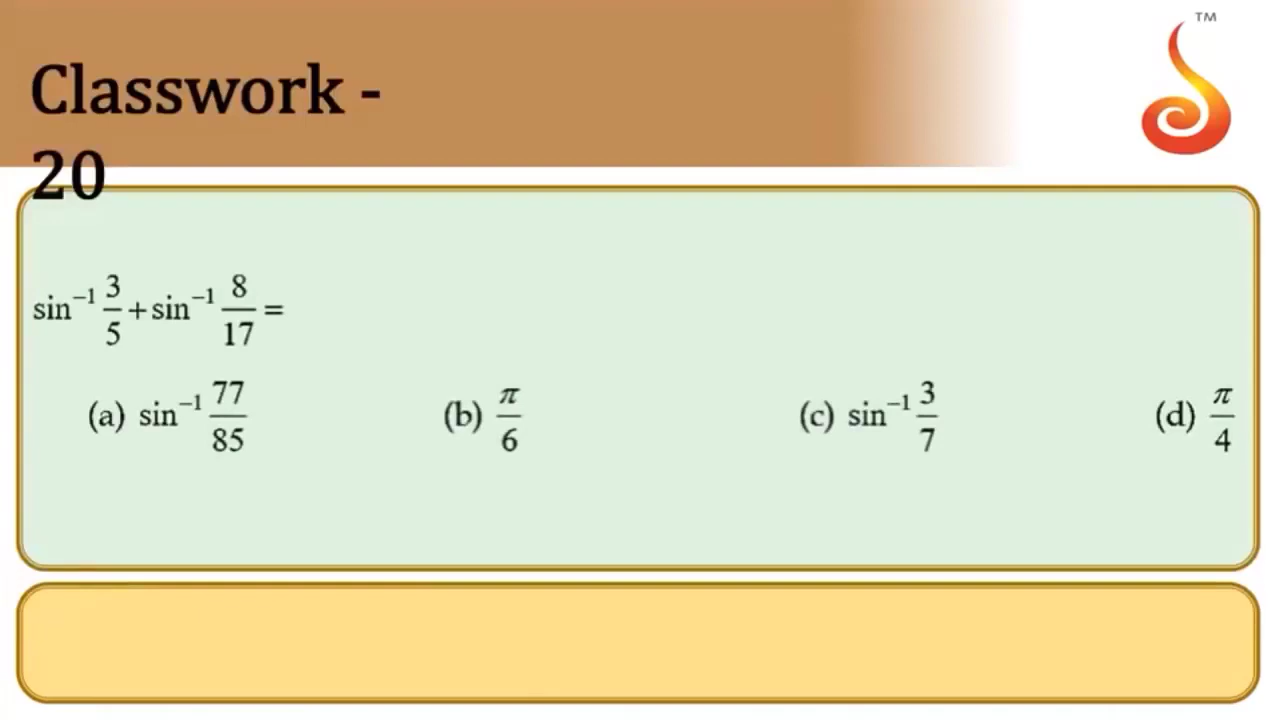 TM
Classwork -
20
sin⁻¹ 3/5 + sin⁻¹ 8/17 =
(a) sin⁻¹ 77/85 (b) π/6 (c) sin⁻¹ 3/7 (d) π/4